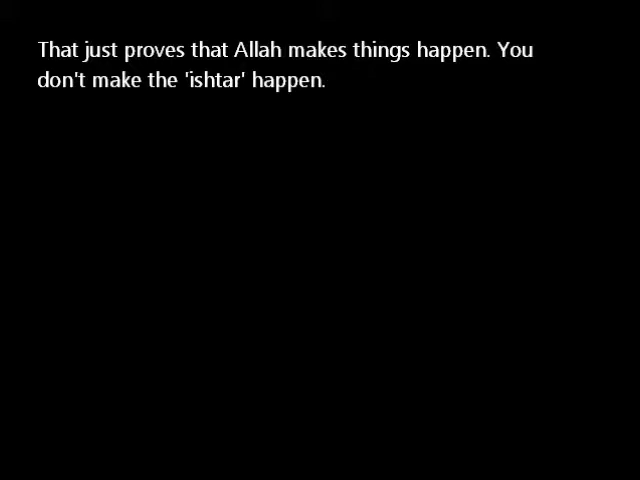 That just proves that Allah makes things happen. You
don't make the 'ishtar' happen.